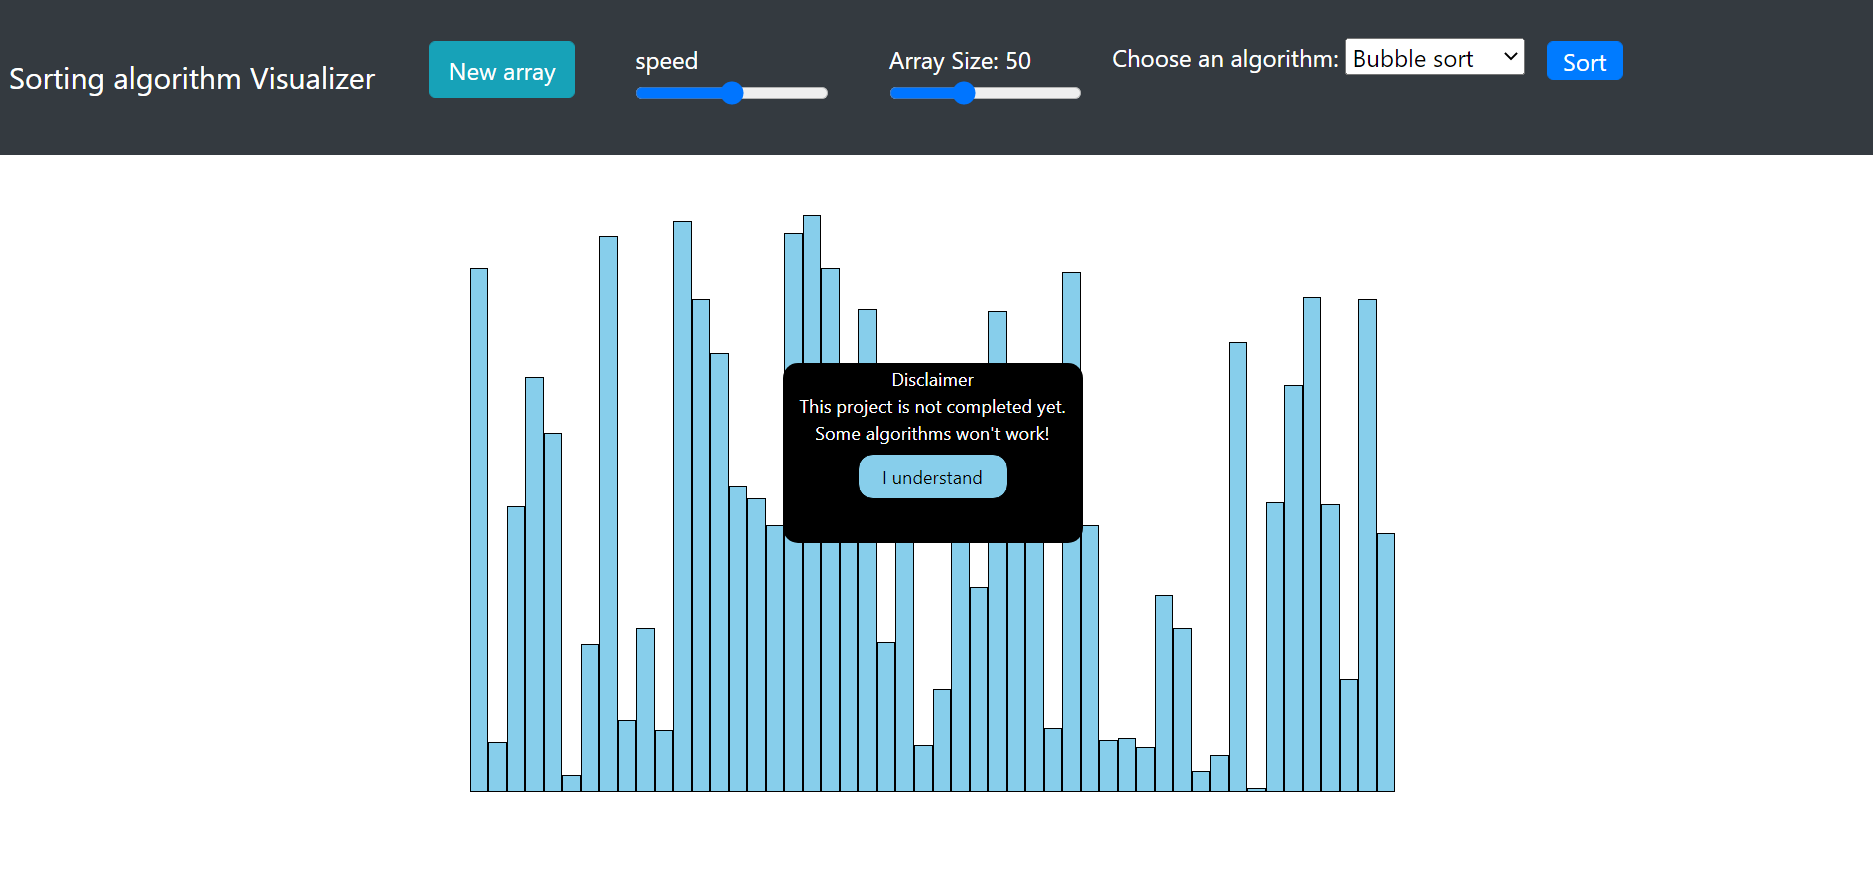 Sorting algorithm Visualizer
New array
speed
Array Size: 50
Choose an algorithm:
Bubble sort
Sort
Disclaimer
This project is not completed yet.
Some algorithms won't work!
I understand